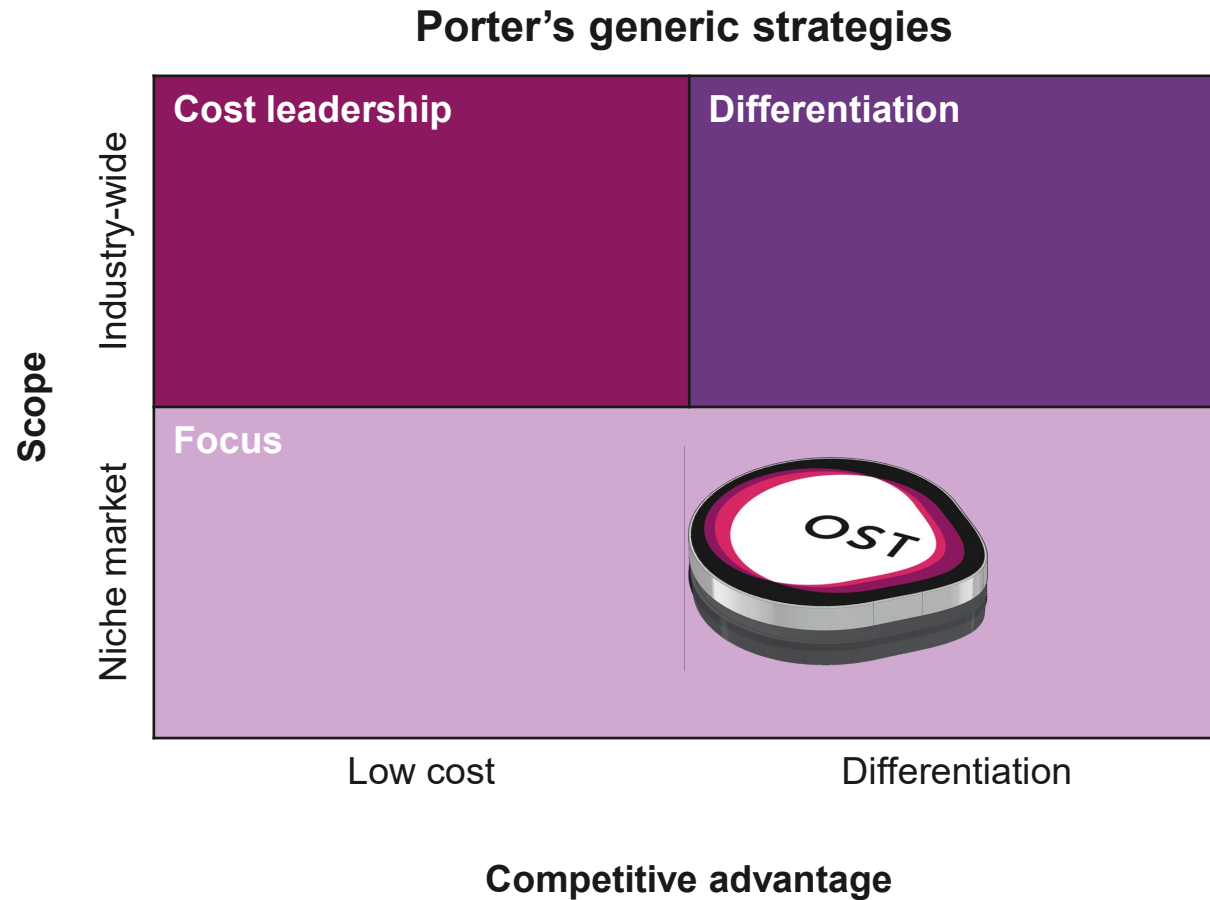 Porter’s generic strategies
Cost leadership
Differentiation
Industry-wide
Scope
Focus
OST
Niche market
Low cost
Differentiation
Competitive advantage